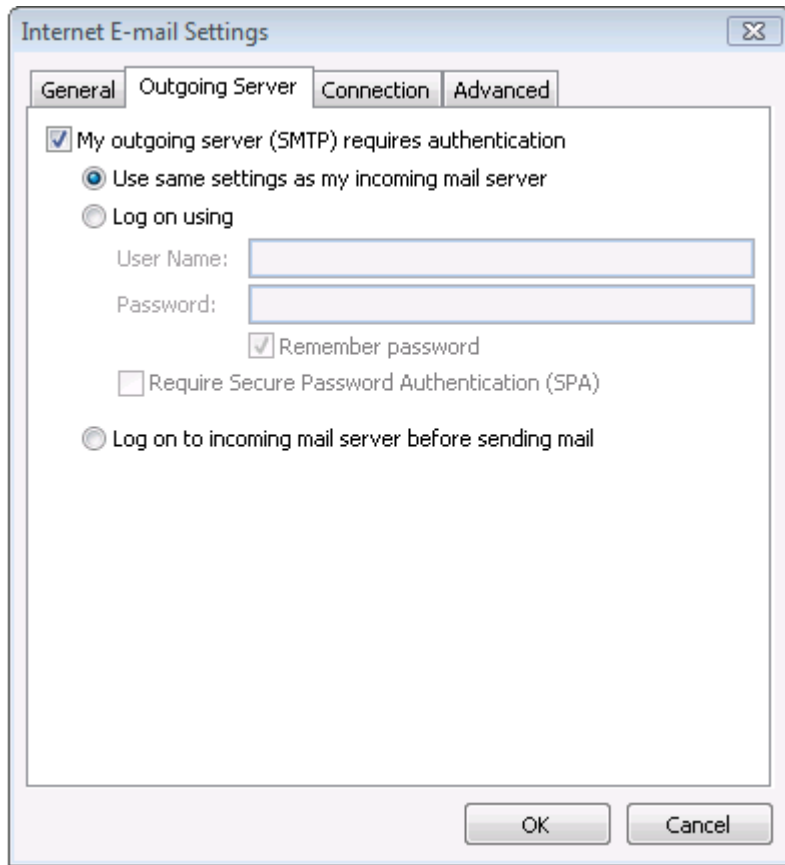 Internet E-mail Settings
General Outgoing Server Connection Advanced
My outgoing server (SMTP) requires authentication
Use same settings as my incoming mail server
Log on using
User Name:
Password:
Remember password
Require Secure Password Authentication (SPA)
Log on to incoming mail server before sending mail
OK Cancel